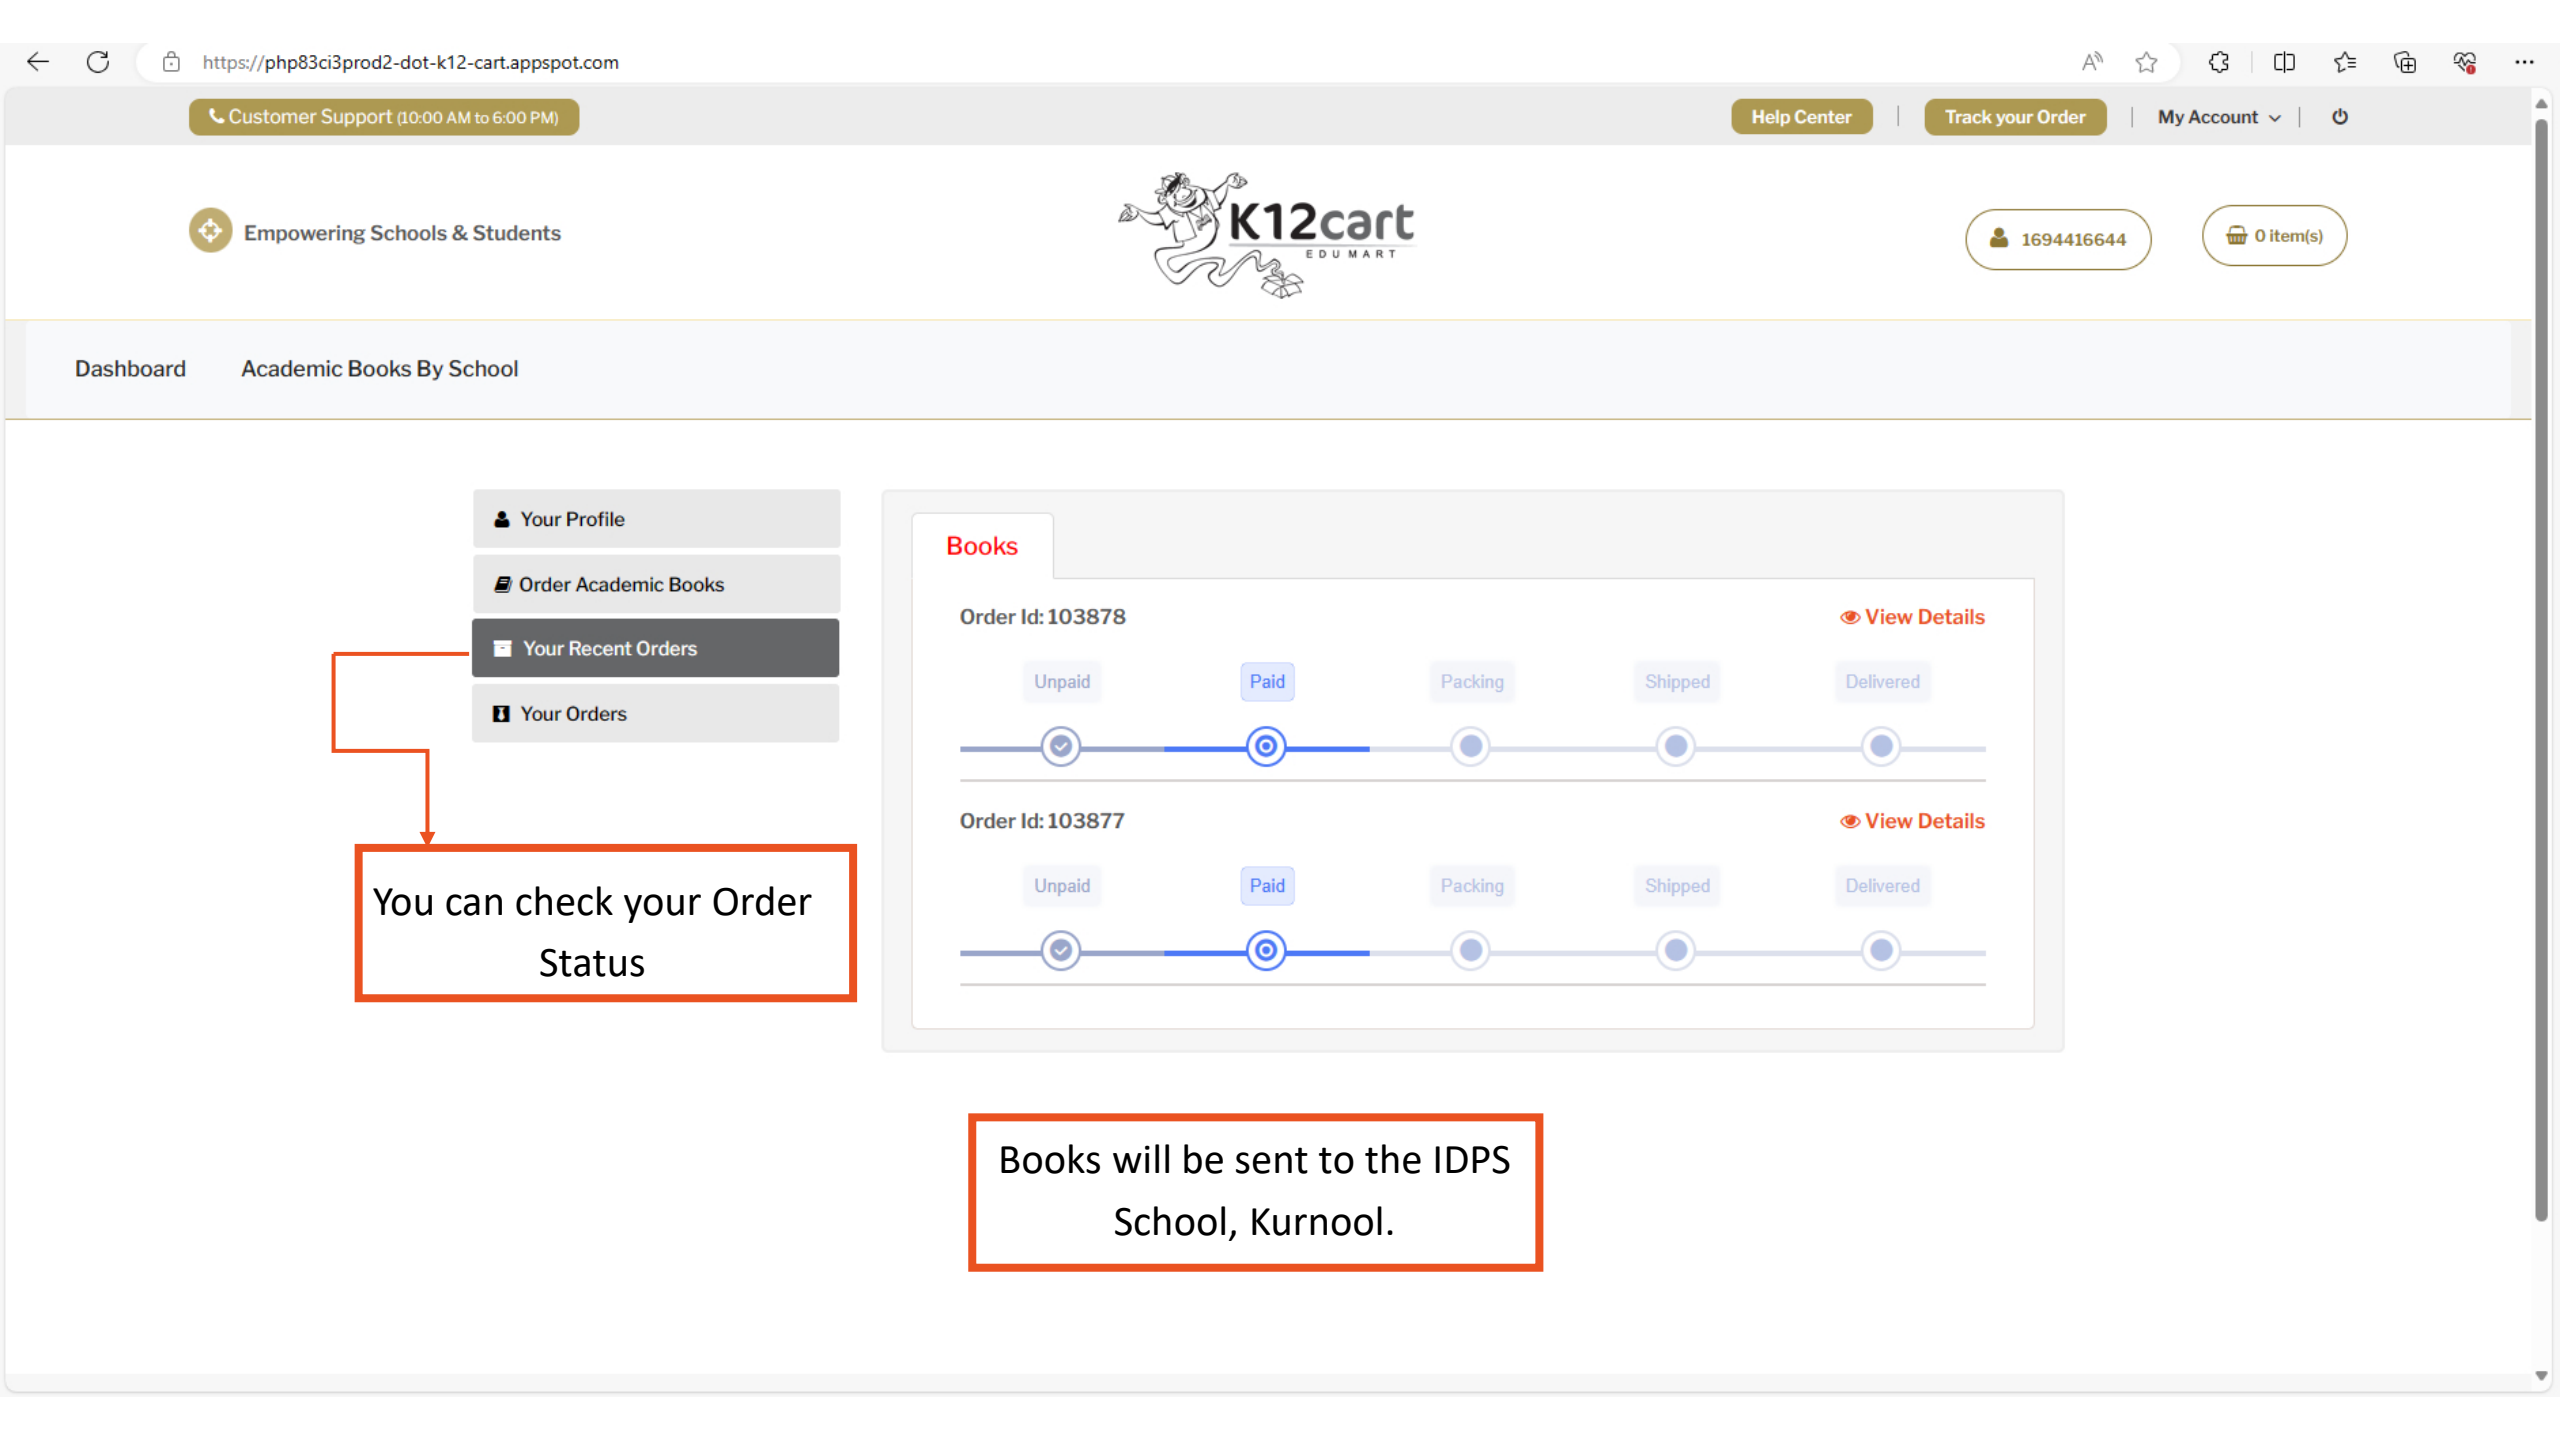 https://php83ci3prod2-dot-k12-cart.appspot.com
Customer Support (10:00 AM to 6:00 PM)
Help Center
Track your Order
My Account
Empowering Schools & Students
K12cart
EDUMART
1694416644
0 item(s)
Dashboard
Academic Books By School
Your Profile
Order Academic Books
Your Recent Orders
Your Orders
Books
Order Id: 103878
View Details
Unpaid
Paid
Packing
Shipped
Delivered
Order Id: 103877
View Details
Unpaid
Paid
Packing
Shipped
Delivered
You can check your Order
Status
Books will be sent to the IDPS
School, Kurnool.